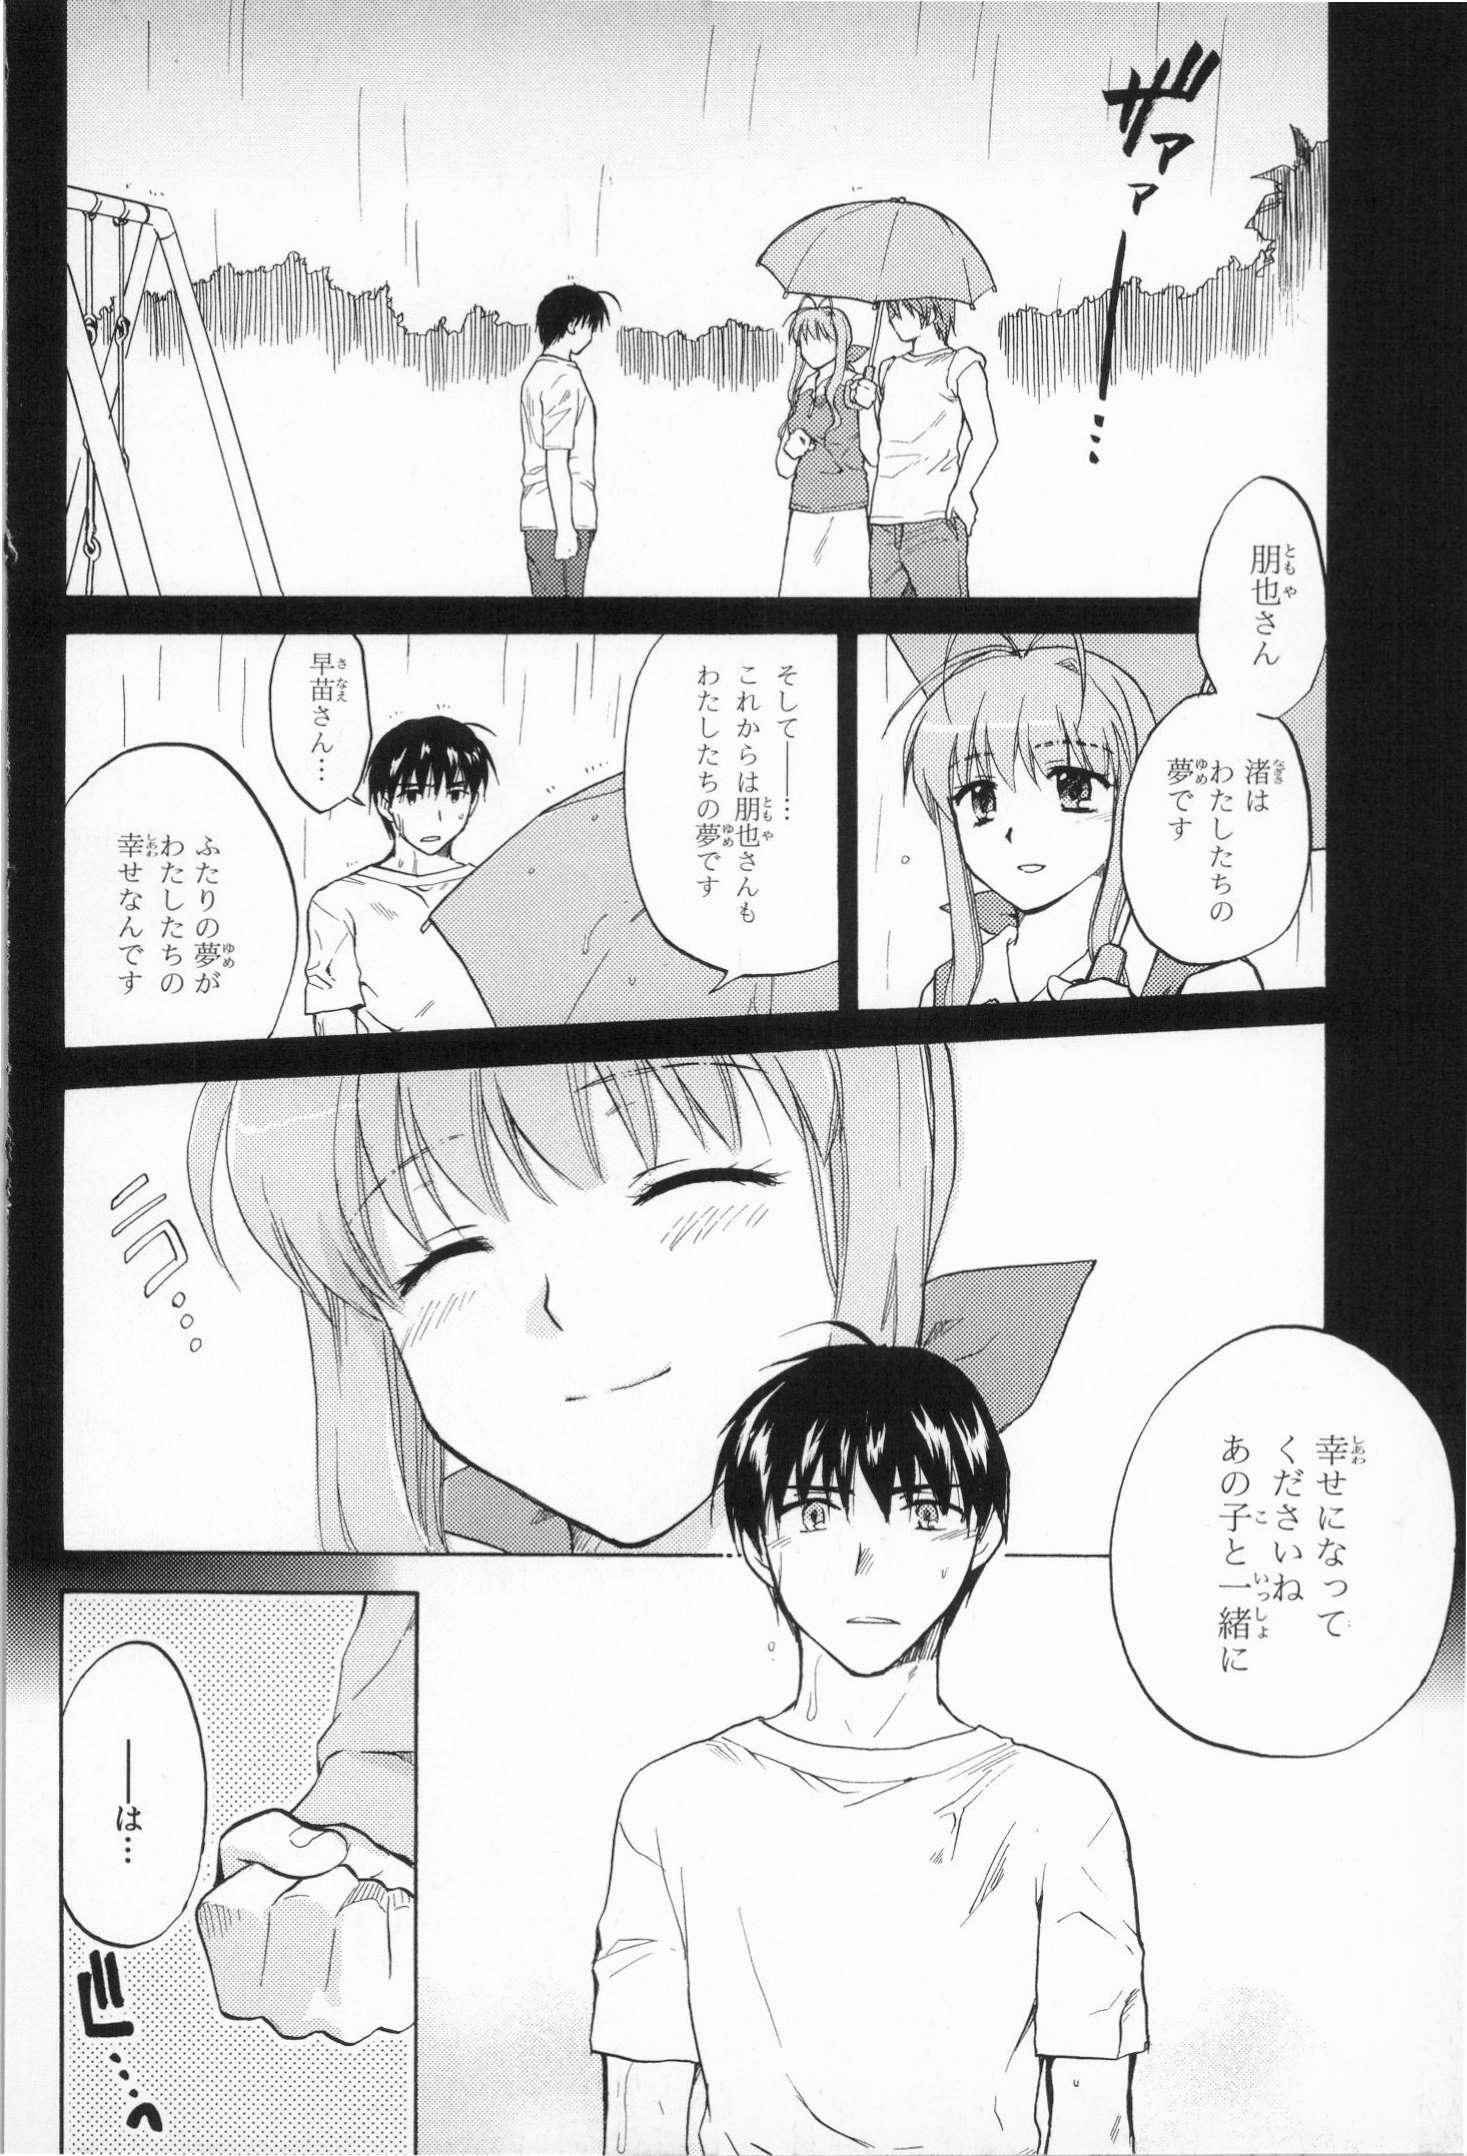 ザァァ…
朋也さん
渚は
わたしたちの
夢です
そして――…
これからは朋也さんも
わたしたちの夢です
早苗さん…
ふたりの夢が
わたしたちの
幸せなんです
ニコ…
幸せになって
くださいね
あの子と一緒に
――は…